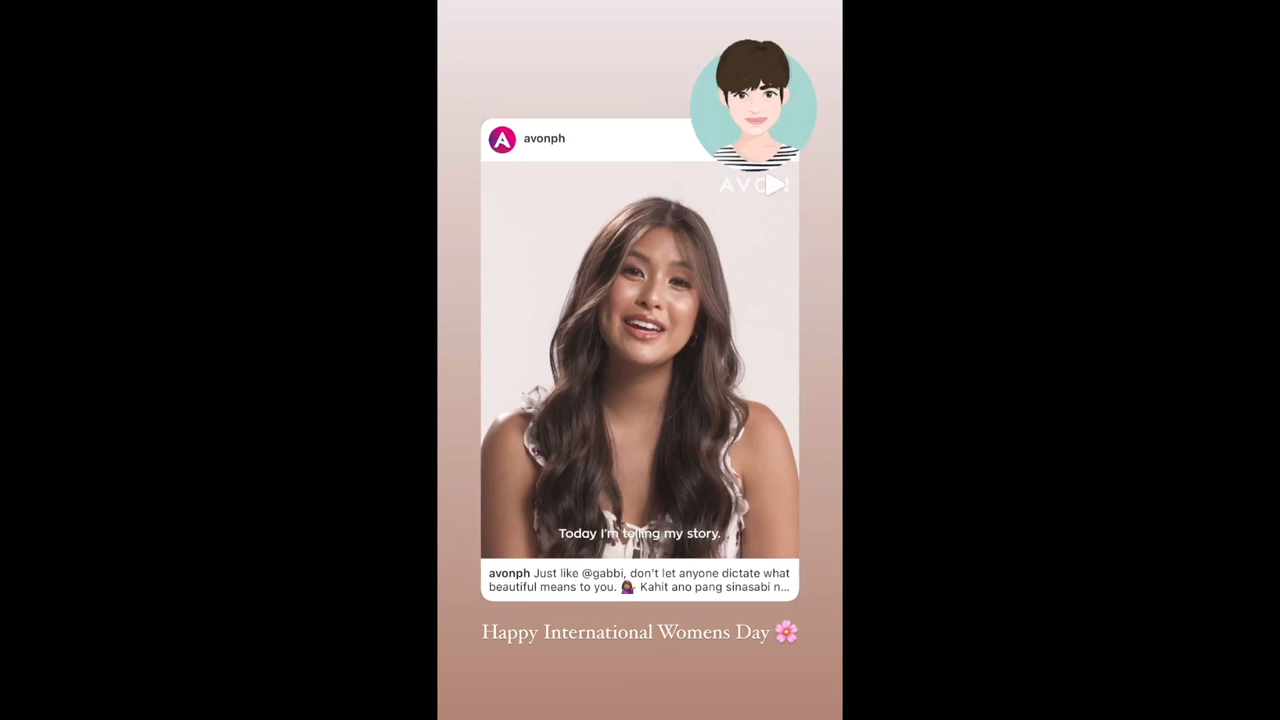 avonph
AVON
Today I'm telling my story.
avonph Just like @gabbi, don't let anyone dictate what
beautiful means to you. 💁🏾‍♀️ Kahit ano pang sinasabi n...
Happy International Womens Day 🌸